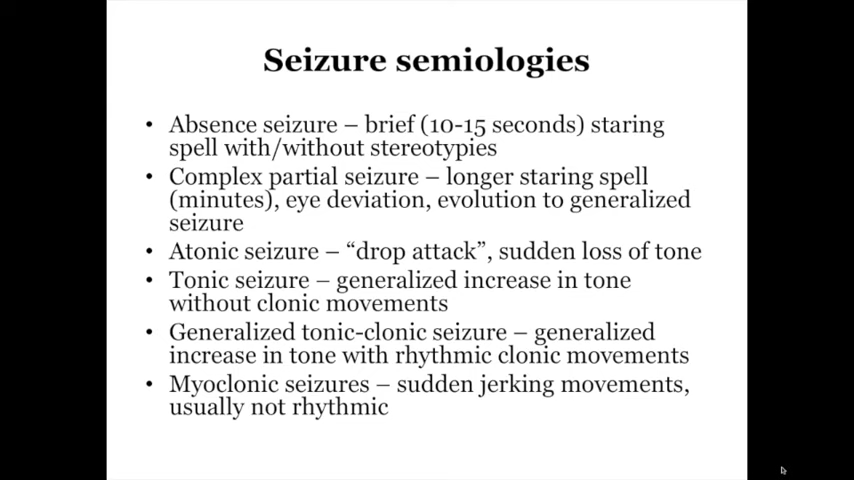 Seizure semiologies
• Absence seizure – brief (10-15 seconds) staring
spell with/without stereotypies
• Complex partial seizure – longer staring spell
(minutes), eye deviation, evolution to generalized
seizure
• Atonic seizure – “drop attack”, sudden loss of tone
• Tonic seizure – generalized increase in tone
without clonic movements
• Generalized tonic-clonic seizure – generalized
increase in tone with rhythmic clonic movements
• Myoclonic seizures – sudden jerking movements,
usually not rhythmic